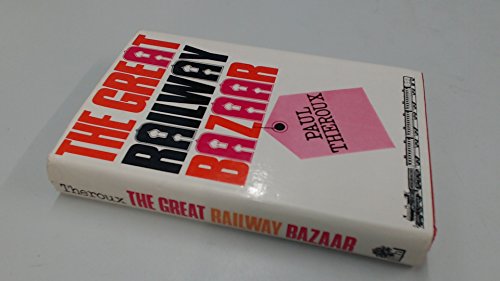 THE GREAT
RAILWAY
BAZAAR
PAUL
THEROUX
Theroux THE GREAT RAILWAY BAZAAR